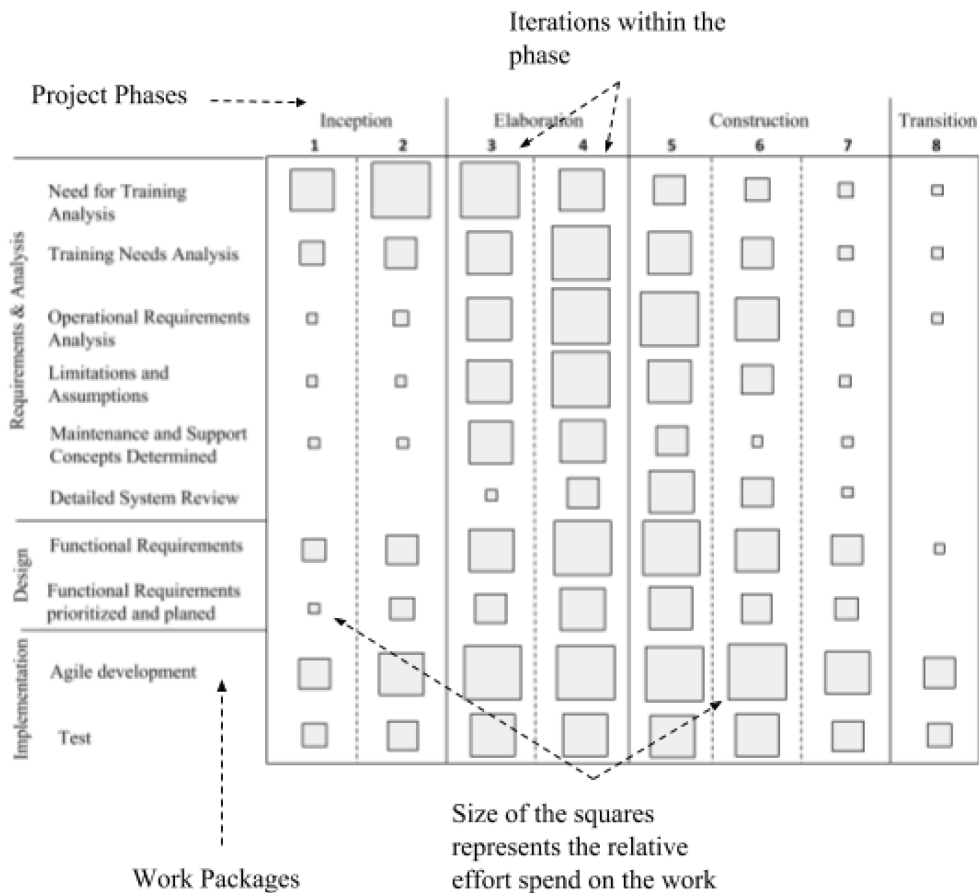 Iterations within the
phase
Project Phases
Inception Elaboration Construction Transition
1 2 3 4 5 6 7 8
Requirements & Analysis
Need for Training
Analysis
Training Needs Analysis
Operational Requirements
Analysis
Limitations and
Assumptions
Maintenance and Support
Concepts Determined
Detailed System Review
Design
Functional Requirements
Functional Requirements
prioritized and planed
Implementation
Agile development
Test
Size of the squares
represents the relative
effort spend on the work
Work Packages